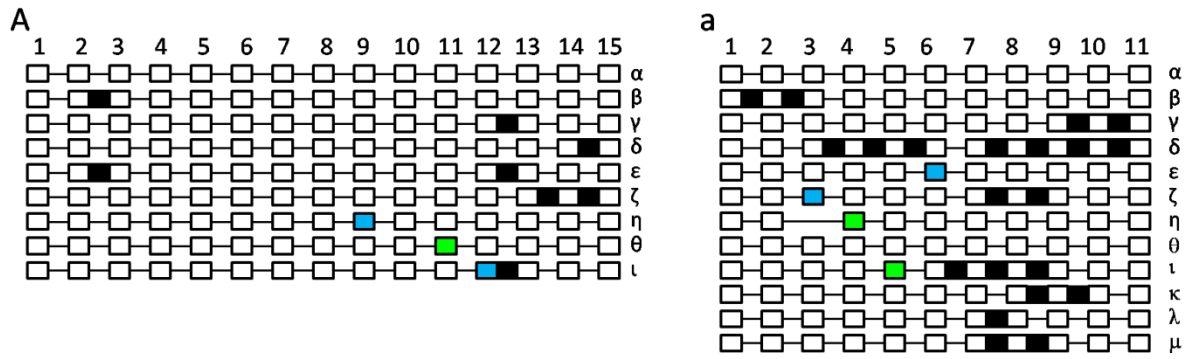 A
1 2 3 4 5 6 7 8 9 10 11 12 13 14 15
α
β
γ
δ
ε
ζ
η
θ
ι
a
1 2 3 4 5 6 7 8 9 10 11
α
β
γ
δ
ε
ζ
η
θ
ι
κ
λ
μ